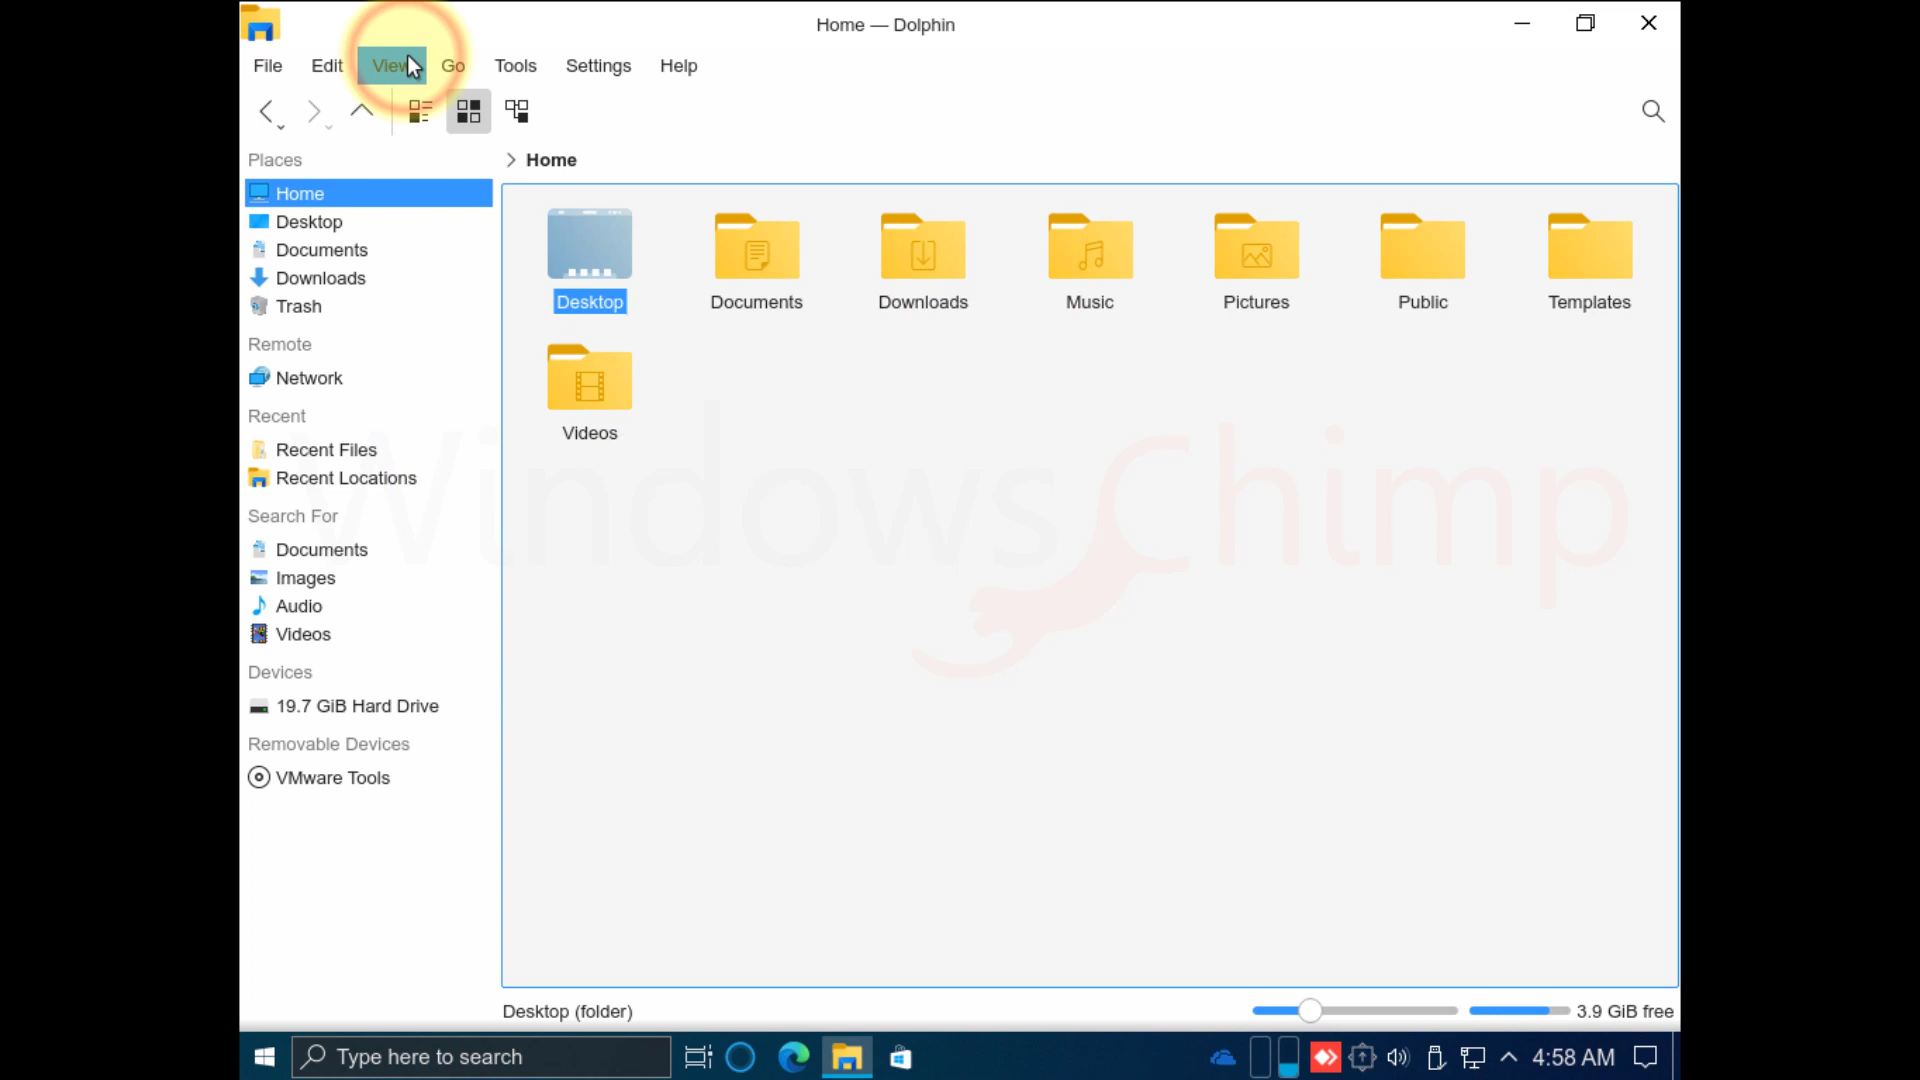 Home — Dolphin
File Edit View Go Tools Settings Help
Places
Home
Desktop
Documents
Downloads
Trash
Remote
Network
Recent
Recent Files
Recent Locations
Search For
Documents
Images
Audio
Videos
Devices
19.7 GiB Hard Drive
Removable Devices
VMware Tools
Home
Desktop Documents Downloads Music Pictures Public Templates
Videos
Windows Chimp
Desktop (folder)
3.9 GiB free
Type here to search
4:58 AM